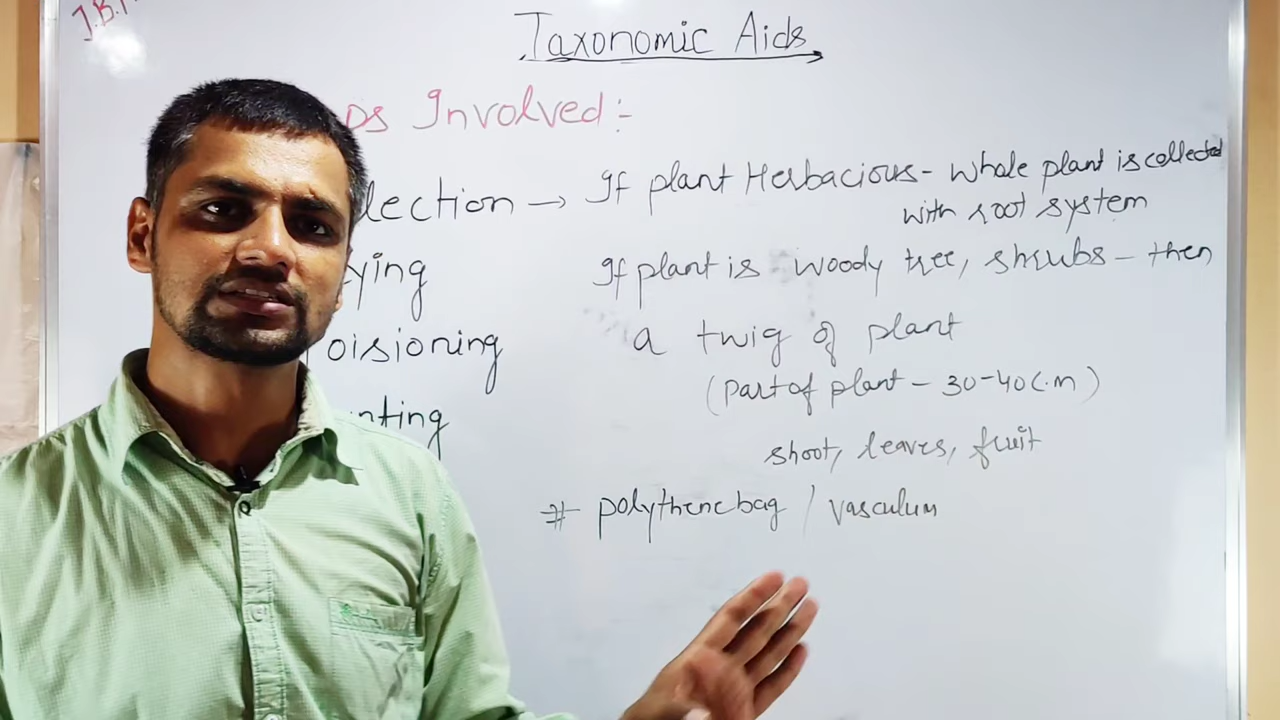 J.B.
Taxonomic Aids
Involved :-
lection → If plant Herbacious - whole plant is collected
with root system
ying
If plant is woody tree, shrubs - then
oisioning
a twig of plant
(Part of plant - 30-40 C.m)
nting
shoot, leaves, fruit
# polythene bag / vasculum